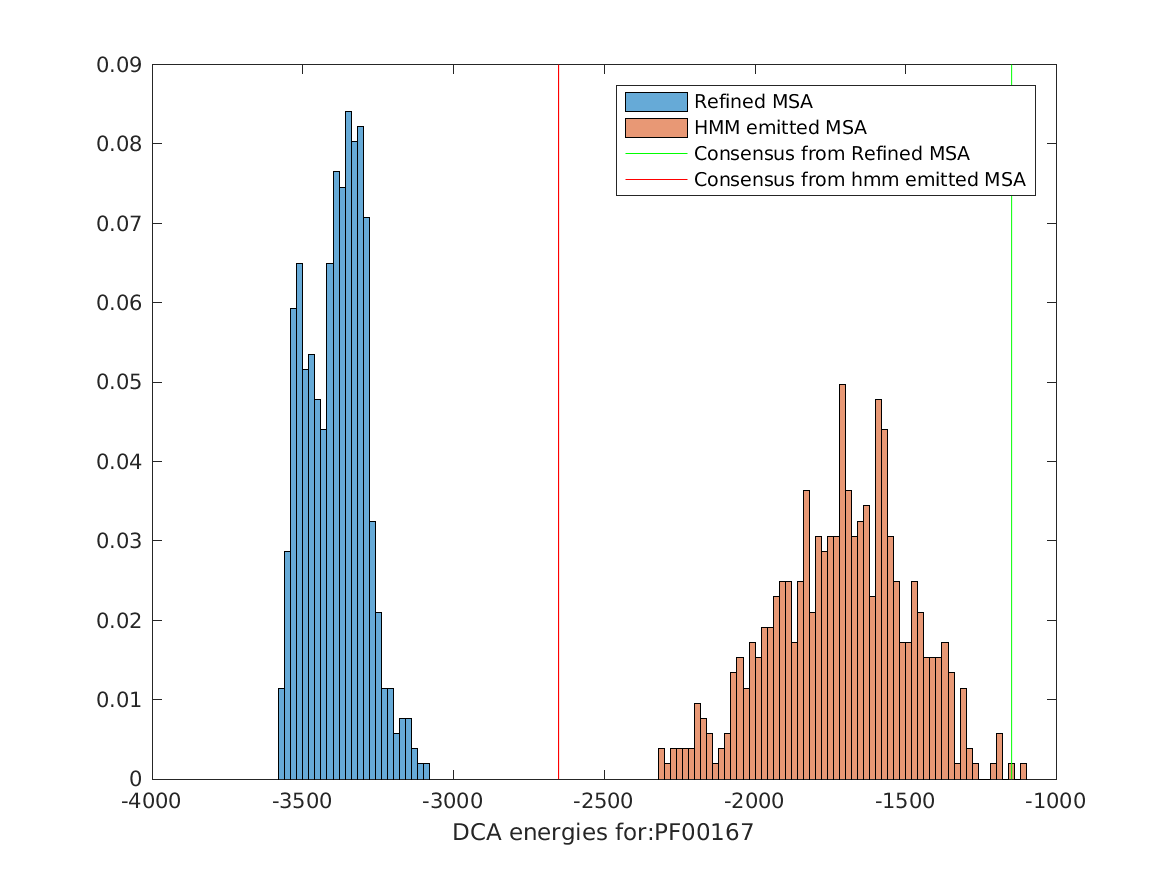 0.09
0.08
0.07
0.06
0.05
0.04
0.03
0.02
0.01
0
Refined MSA
HMM emitted MSA
Consensus from Refined MSA
Consensus from hmm emitted MSA
-4000 -3500 -3000 -2500 -2000 -1500 -1000
DCA energies for:PF00167